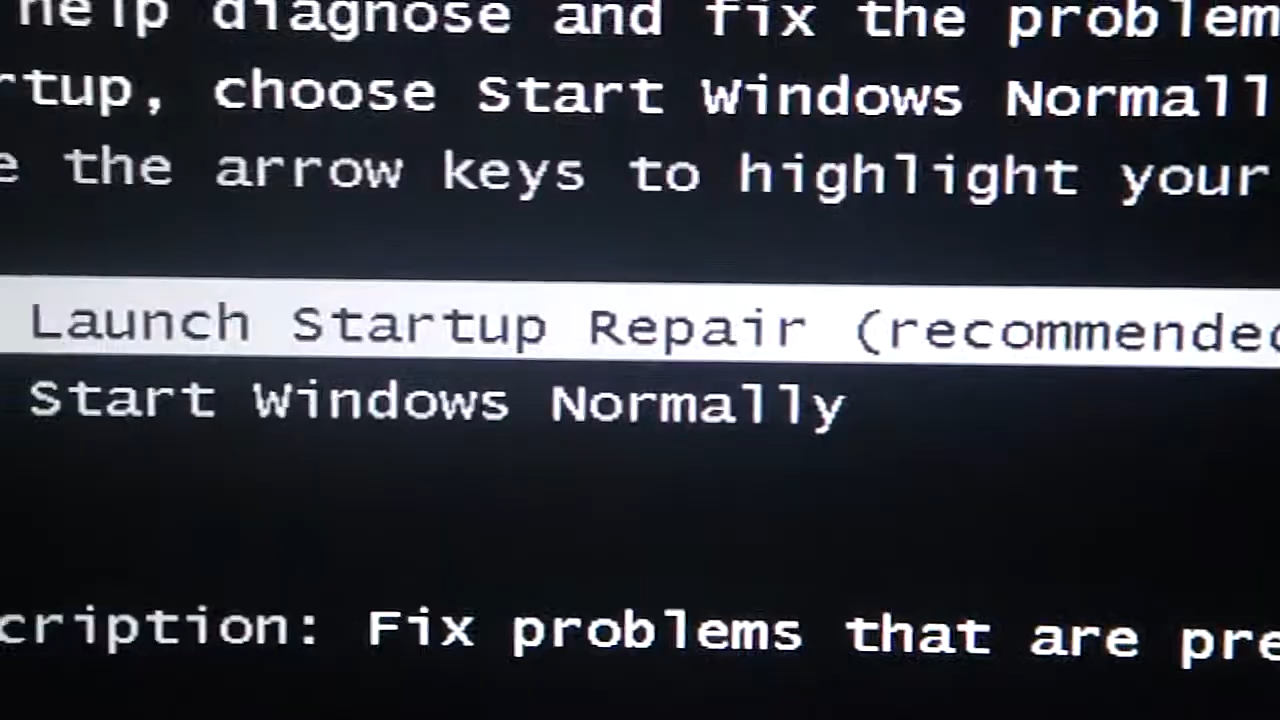 help diagnose and fix the problem
rtup, choose Start Windows Normall
e the arrow keys to highlight your
Launch Startup Repair (recommended
Start Windows Normally
cription: Fix problems that are pre